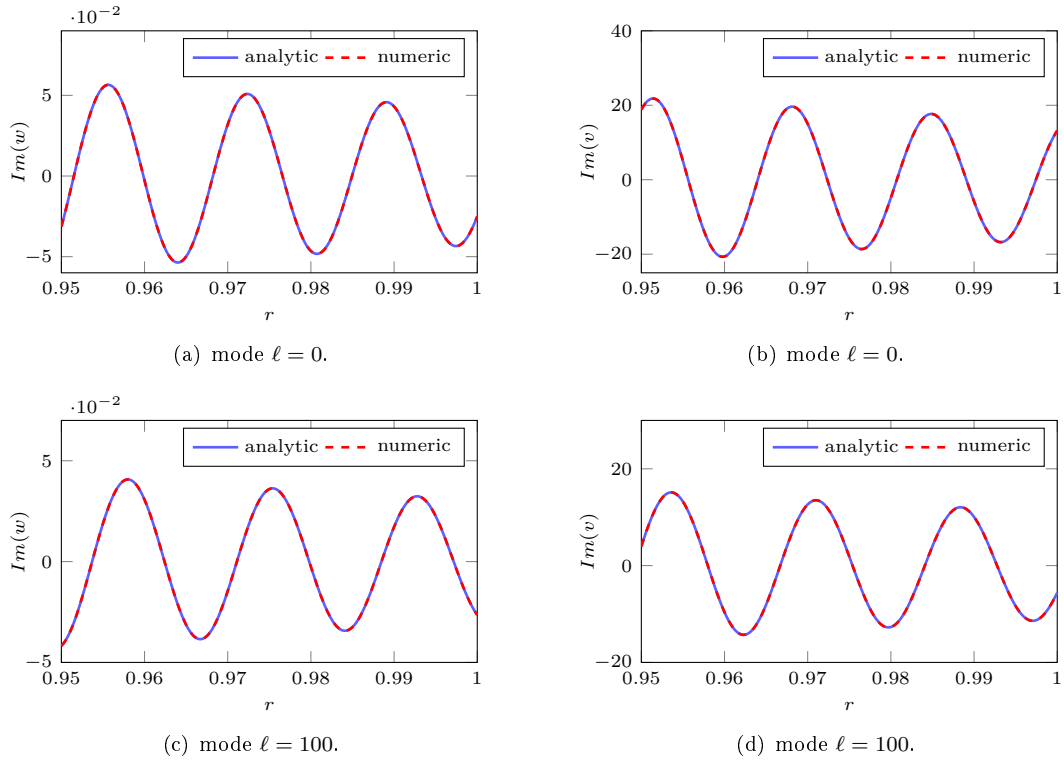 ·10−2
analytic numeric
5
0
−5
Im(w)
0.95 0.96 0.97 0.98 0.99 1
r
(a) mode ℓ = 0.
analytic numeric
40
20
0
−20
Im(v)
0.95 0.96 0.97 0.98 0.99 1
r
(b) mode ℓ = 0.
·10−2
analytic numeric
5
0
−5
Im(w)
0.95 0.96 0.97 0.98 0.99 1
r
(c) mode ℓ = 100.
analytic numeric
20
0
−20
Im(v)
0.95 0.96 0.97 0.98 0.99 1
r
(d) mode ℓ = 100.